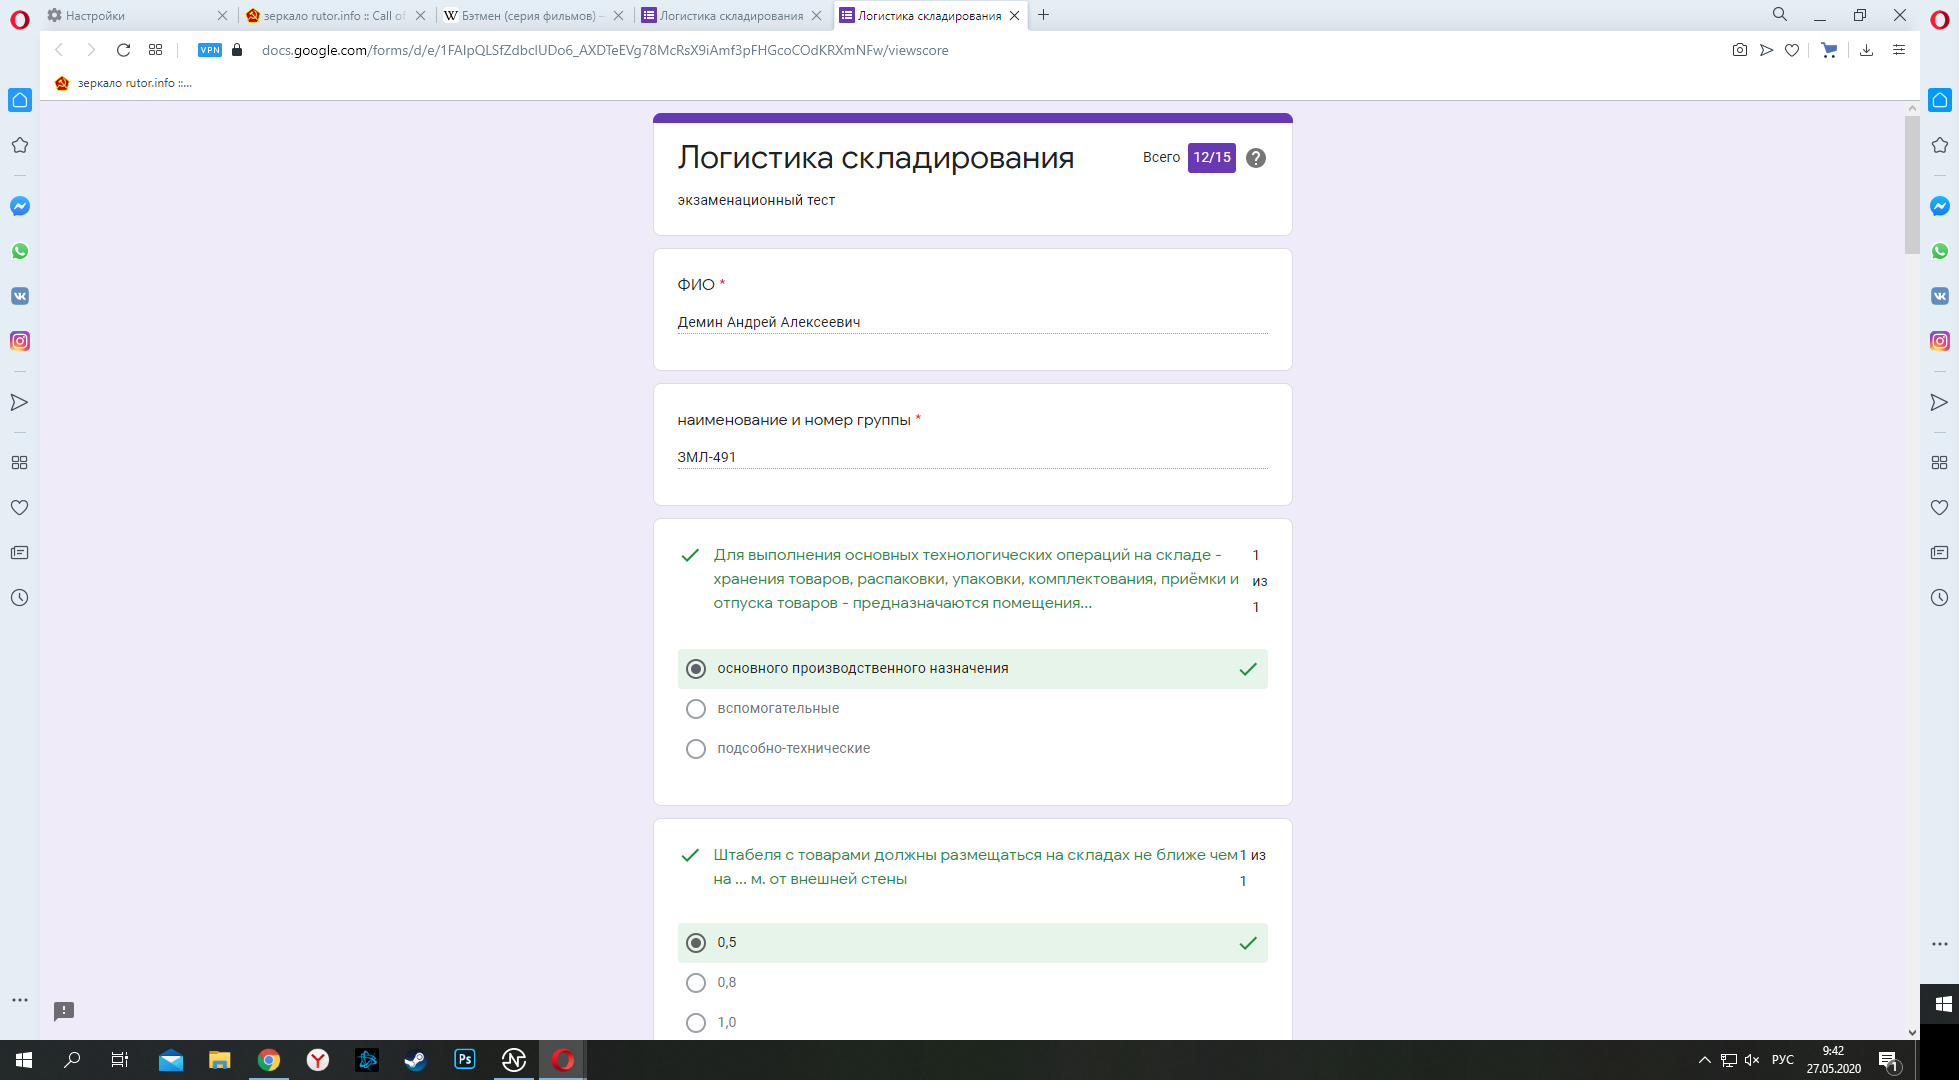 Настройки
зеркало rutor.info :: Call of
Бэтмен (серия фильмов) –
Логистика складирования
Логистика складирования
VPN
docs.google.com/forms/d/e/1FAIpQLSfZdbclUDo6_AXDTeEVg78McRsX9iAmf3pFHGcoCOdKRXmNFw/viewscore
зеркало rutor.info ::...
Логистика складирования
Всего 12/15
экзаменационный тест
ФИО *
Демин Андрей Алексеевич
наименование и номер группы *
ЗМЛ-491
Для выполнения основных технологических операций на складе - 1
хранения товаров, распаковки, упаковки, комплектования, приёмки и из
отпуска товаров - предназначаются помещения... 1
основного производственного назначения
вспомогательные
подсобно-технические
Штабеля с товарами должны размещаться на складах не ближе чем 1 из
на ... м. от внешней стены 1
0,5
0,8
1,0
РУС
9:42
27.05.2020
1